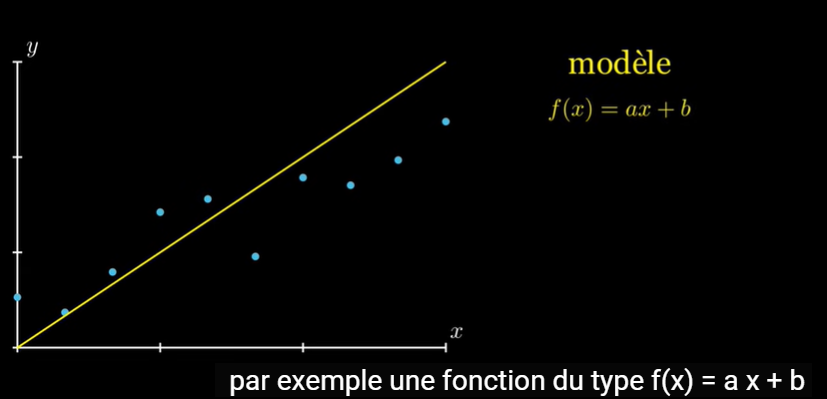 y
modèle
f(x) = ax + b
x
par exemple une fonction du type f(x) = a x + b